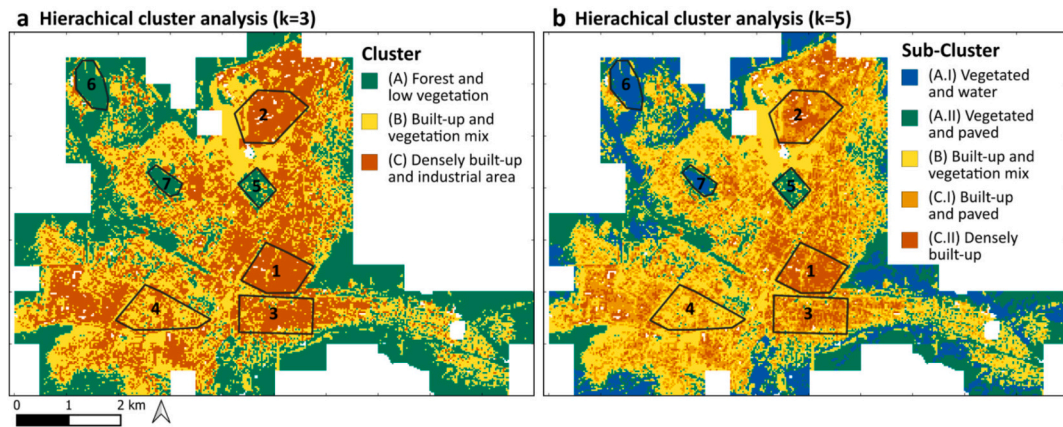 a Hierachical cluster analysis (k=3)
Cluster
(A) Forest and
low vegetation
(B) Built-up and
vegetation mix
(C) Densely built-up
and industrial area
6
2
7
5
1
4
3
0 1 2 km
b Hierachical cluster analysis (k=5)
Sub-Cluster
(A.I) Vegetated
and water
(A.II) Vegetated
and paved
(B) Built-up and
vegetation mix
(C.I) Built-up
and paved
(C.II) Densely
built-up
6
2
7
5
1
4
3